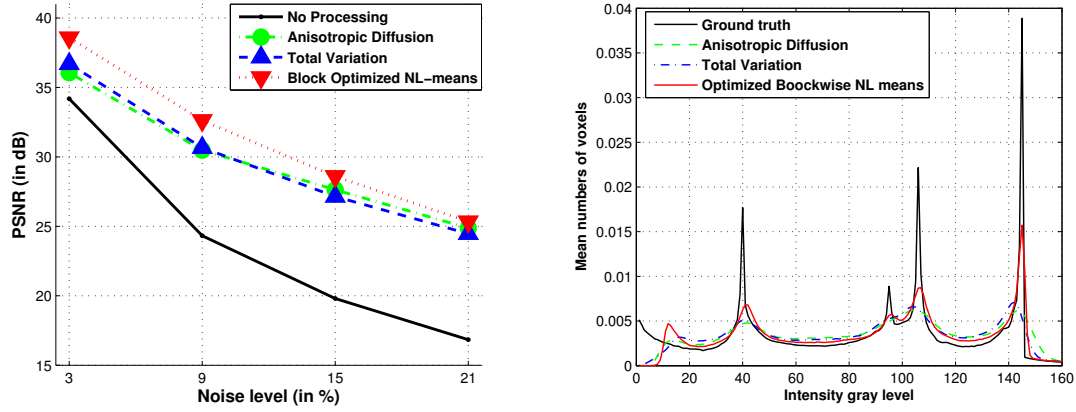 No Processing
Anisotropic Diffusion
Total Variation
Block Optimized NL-means
PSNR (in dB)
40
35
30
25
20
15
3
9
15
21
Noise level (in %)
Ground truth
Anisotropic Diffusion
Total Variation
Optimized Boockwise NL means
Mean numbers of voxels
0.04
0.035
0.03
0.025
0.02
0.015
0.01
0.005
0
0
20
40
60
80
100
120
140
160
Intensity gray level